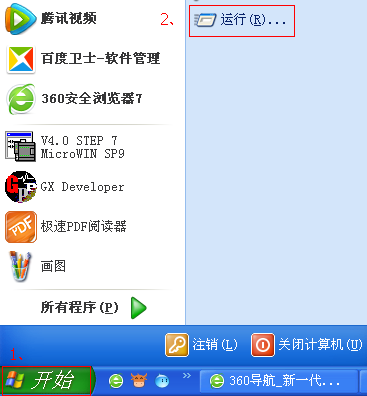 腾讯视频
2、
运行(R)...
百度卫士-软件管理
360安全浏览器7
V4.0 STEP 7
MicroWIN SP9
GX Developer
极速PDF阅读器
画图
所有程序(P)
注销(L)
关闭计算机(U)
开始
360导航_新一代...